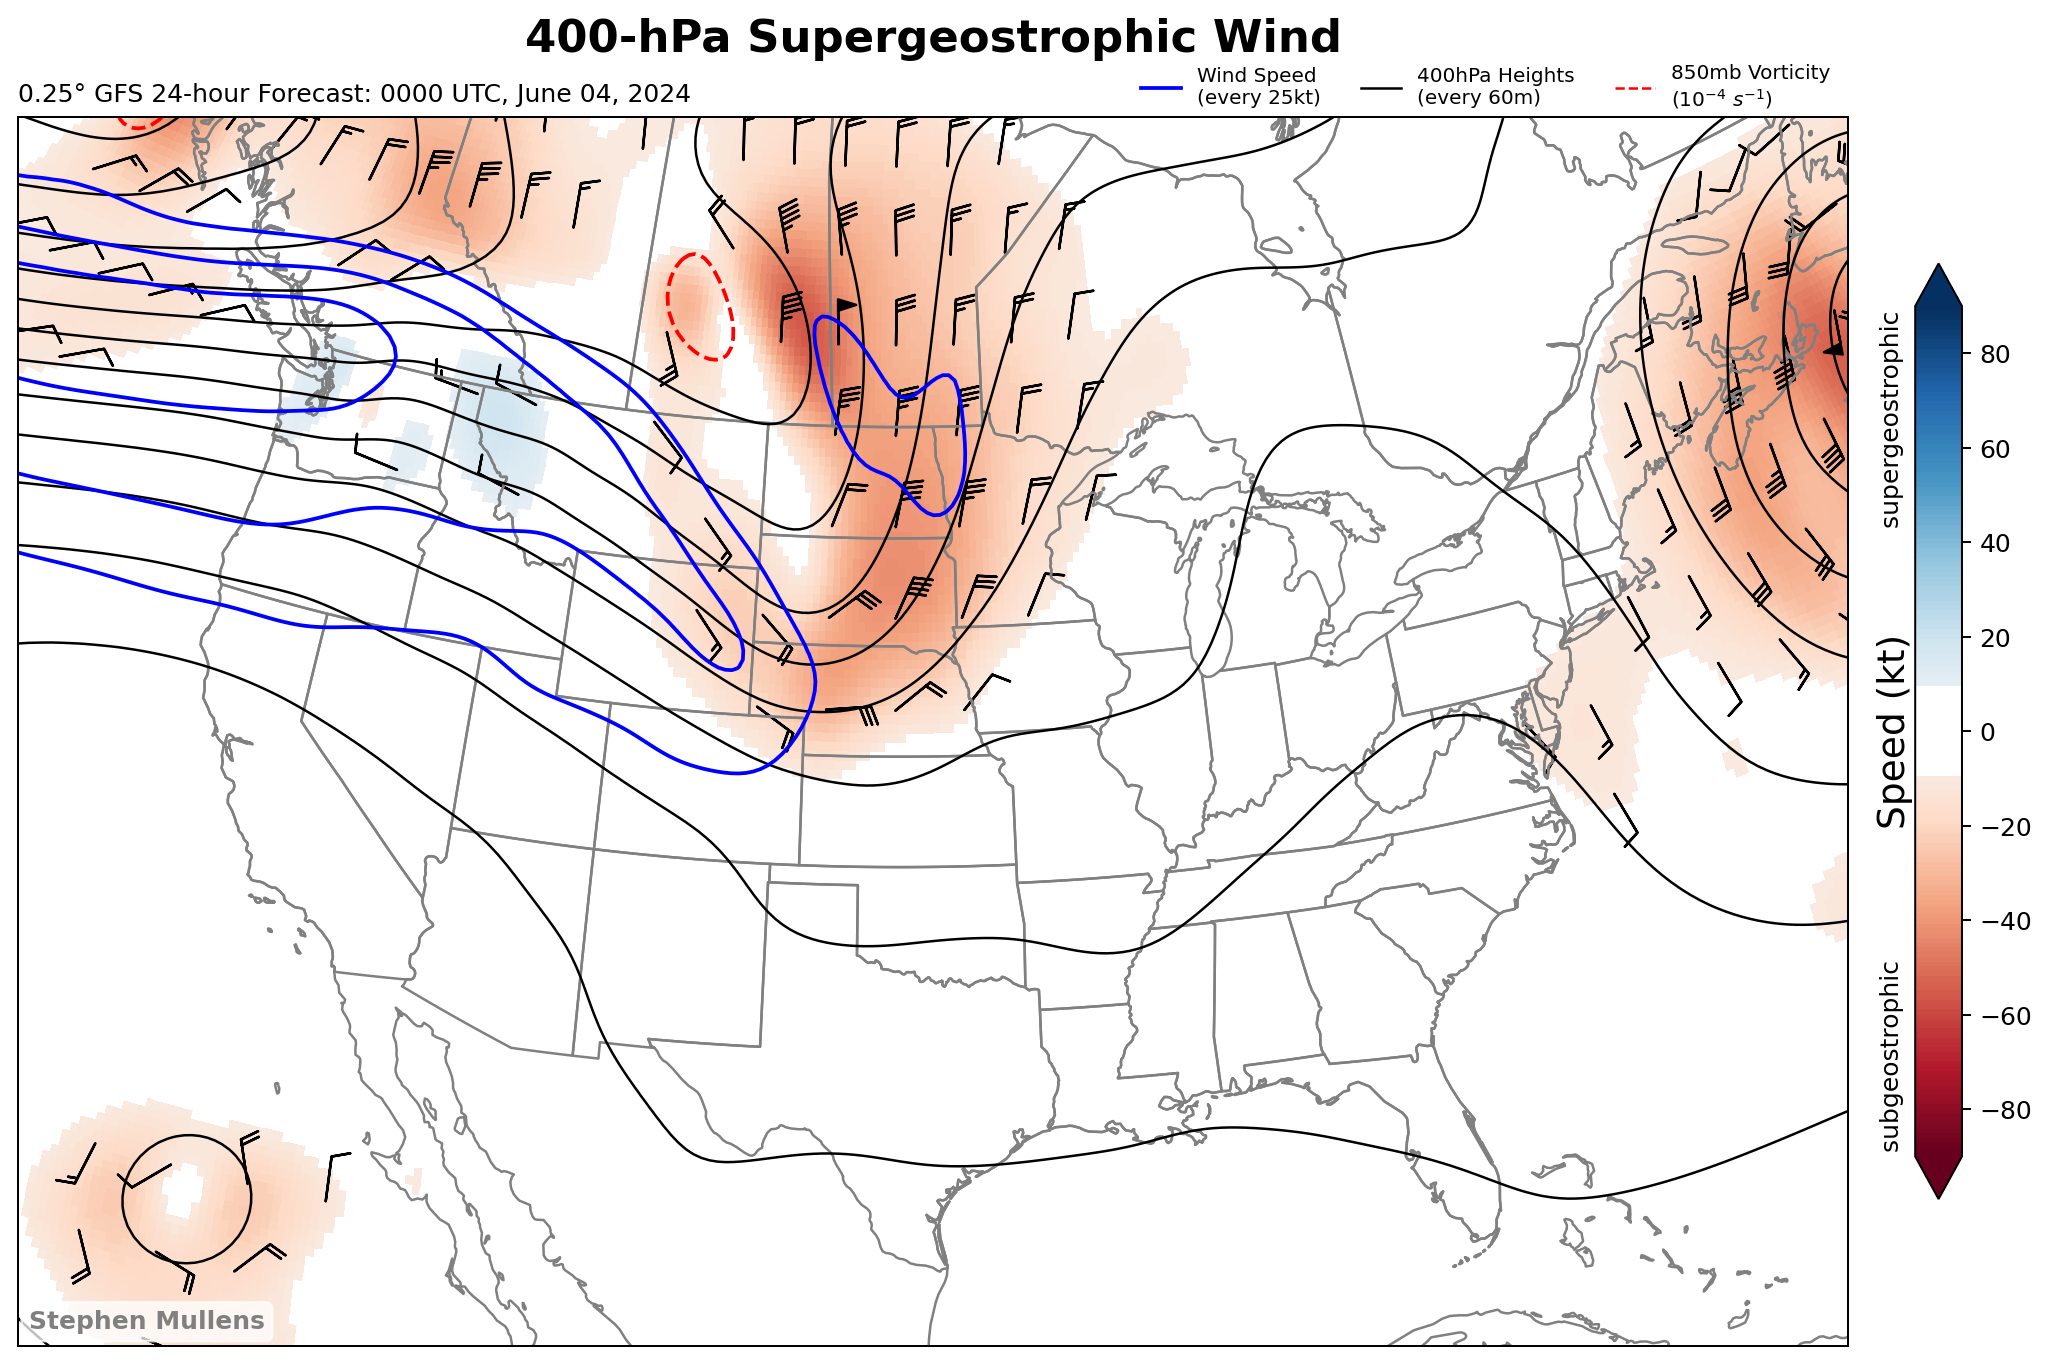 400-hPa Supergeostrophic Wind
0.25° GFS 24-hour Forecast: 0000 UTC, June 04, 2024
Wind Speed
(every 25kt)
400hPa Heights
(every 60m)
850mb Vorticity
(10⁻⁴ s⁻¹)
supergeostrophic
subgeostrophic
Speed (kt)
80
60
40
20
0
−20
−40
−60
−80
Stephen Mullens